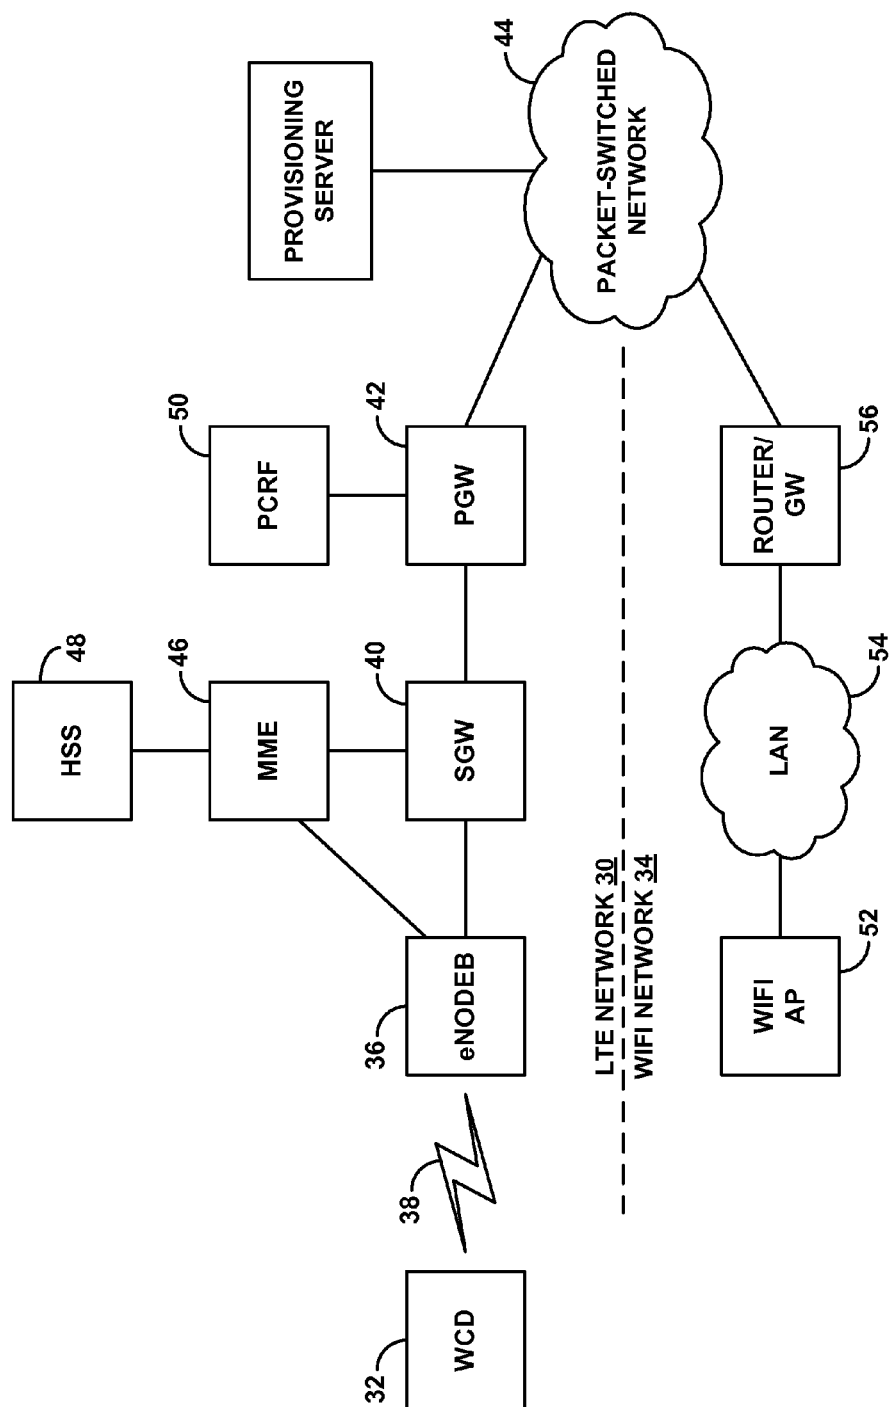 HSS
48
PROVISIONING
SERVER
44
PACKET-SWITCHED
NETWORK
MME
46
PCRF
50
WCD
32
38
eNODEB
36
SGW
40
PGW
42
LTE NETWORK 30
WIFI NETWORK 34
WIFI
AP
52
LAN
54
ROUTER/
GW
56